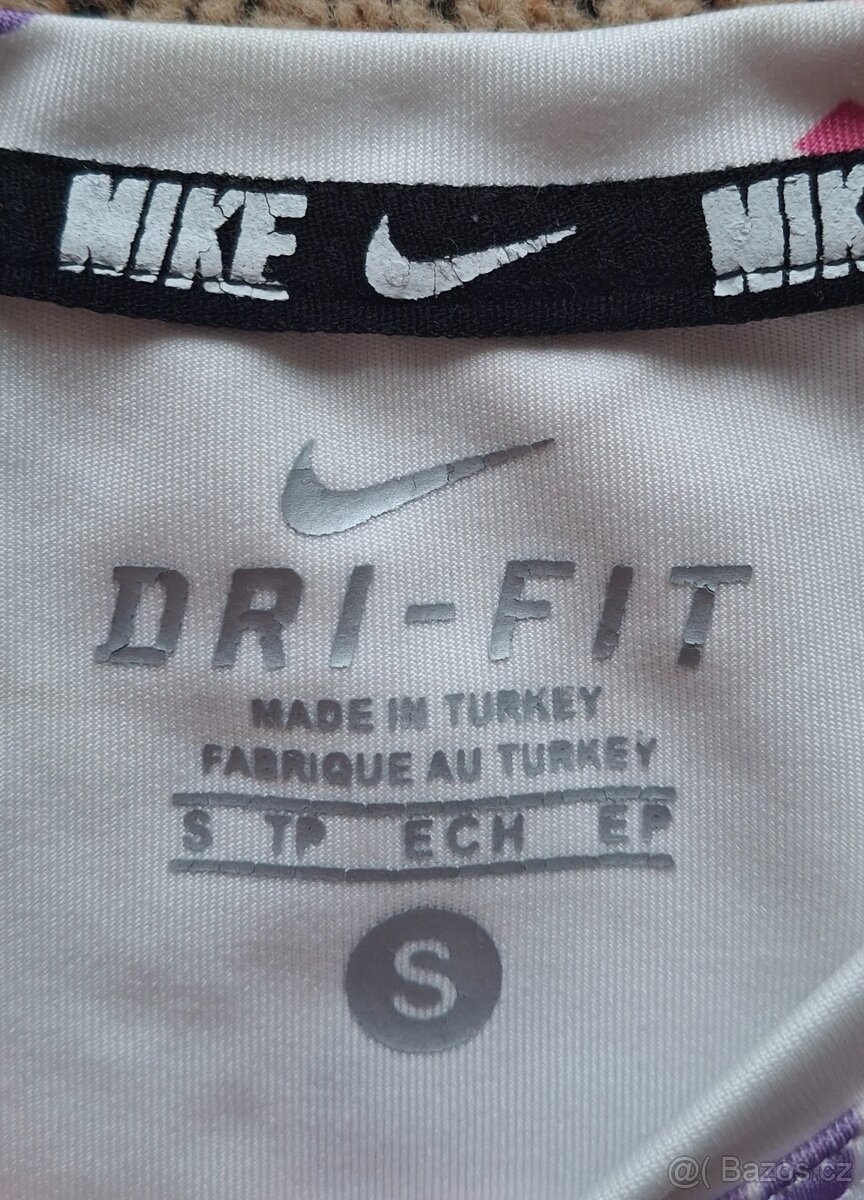 NIKE NIK
DRI-FIT
MADE IN TURKEY
FABRIQUE AU TURKEY
S TP ECH EP
S
@( Bazos.cz